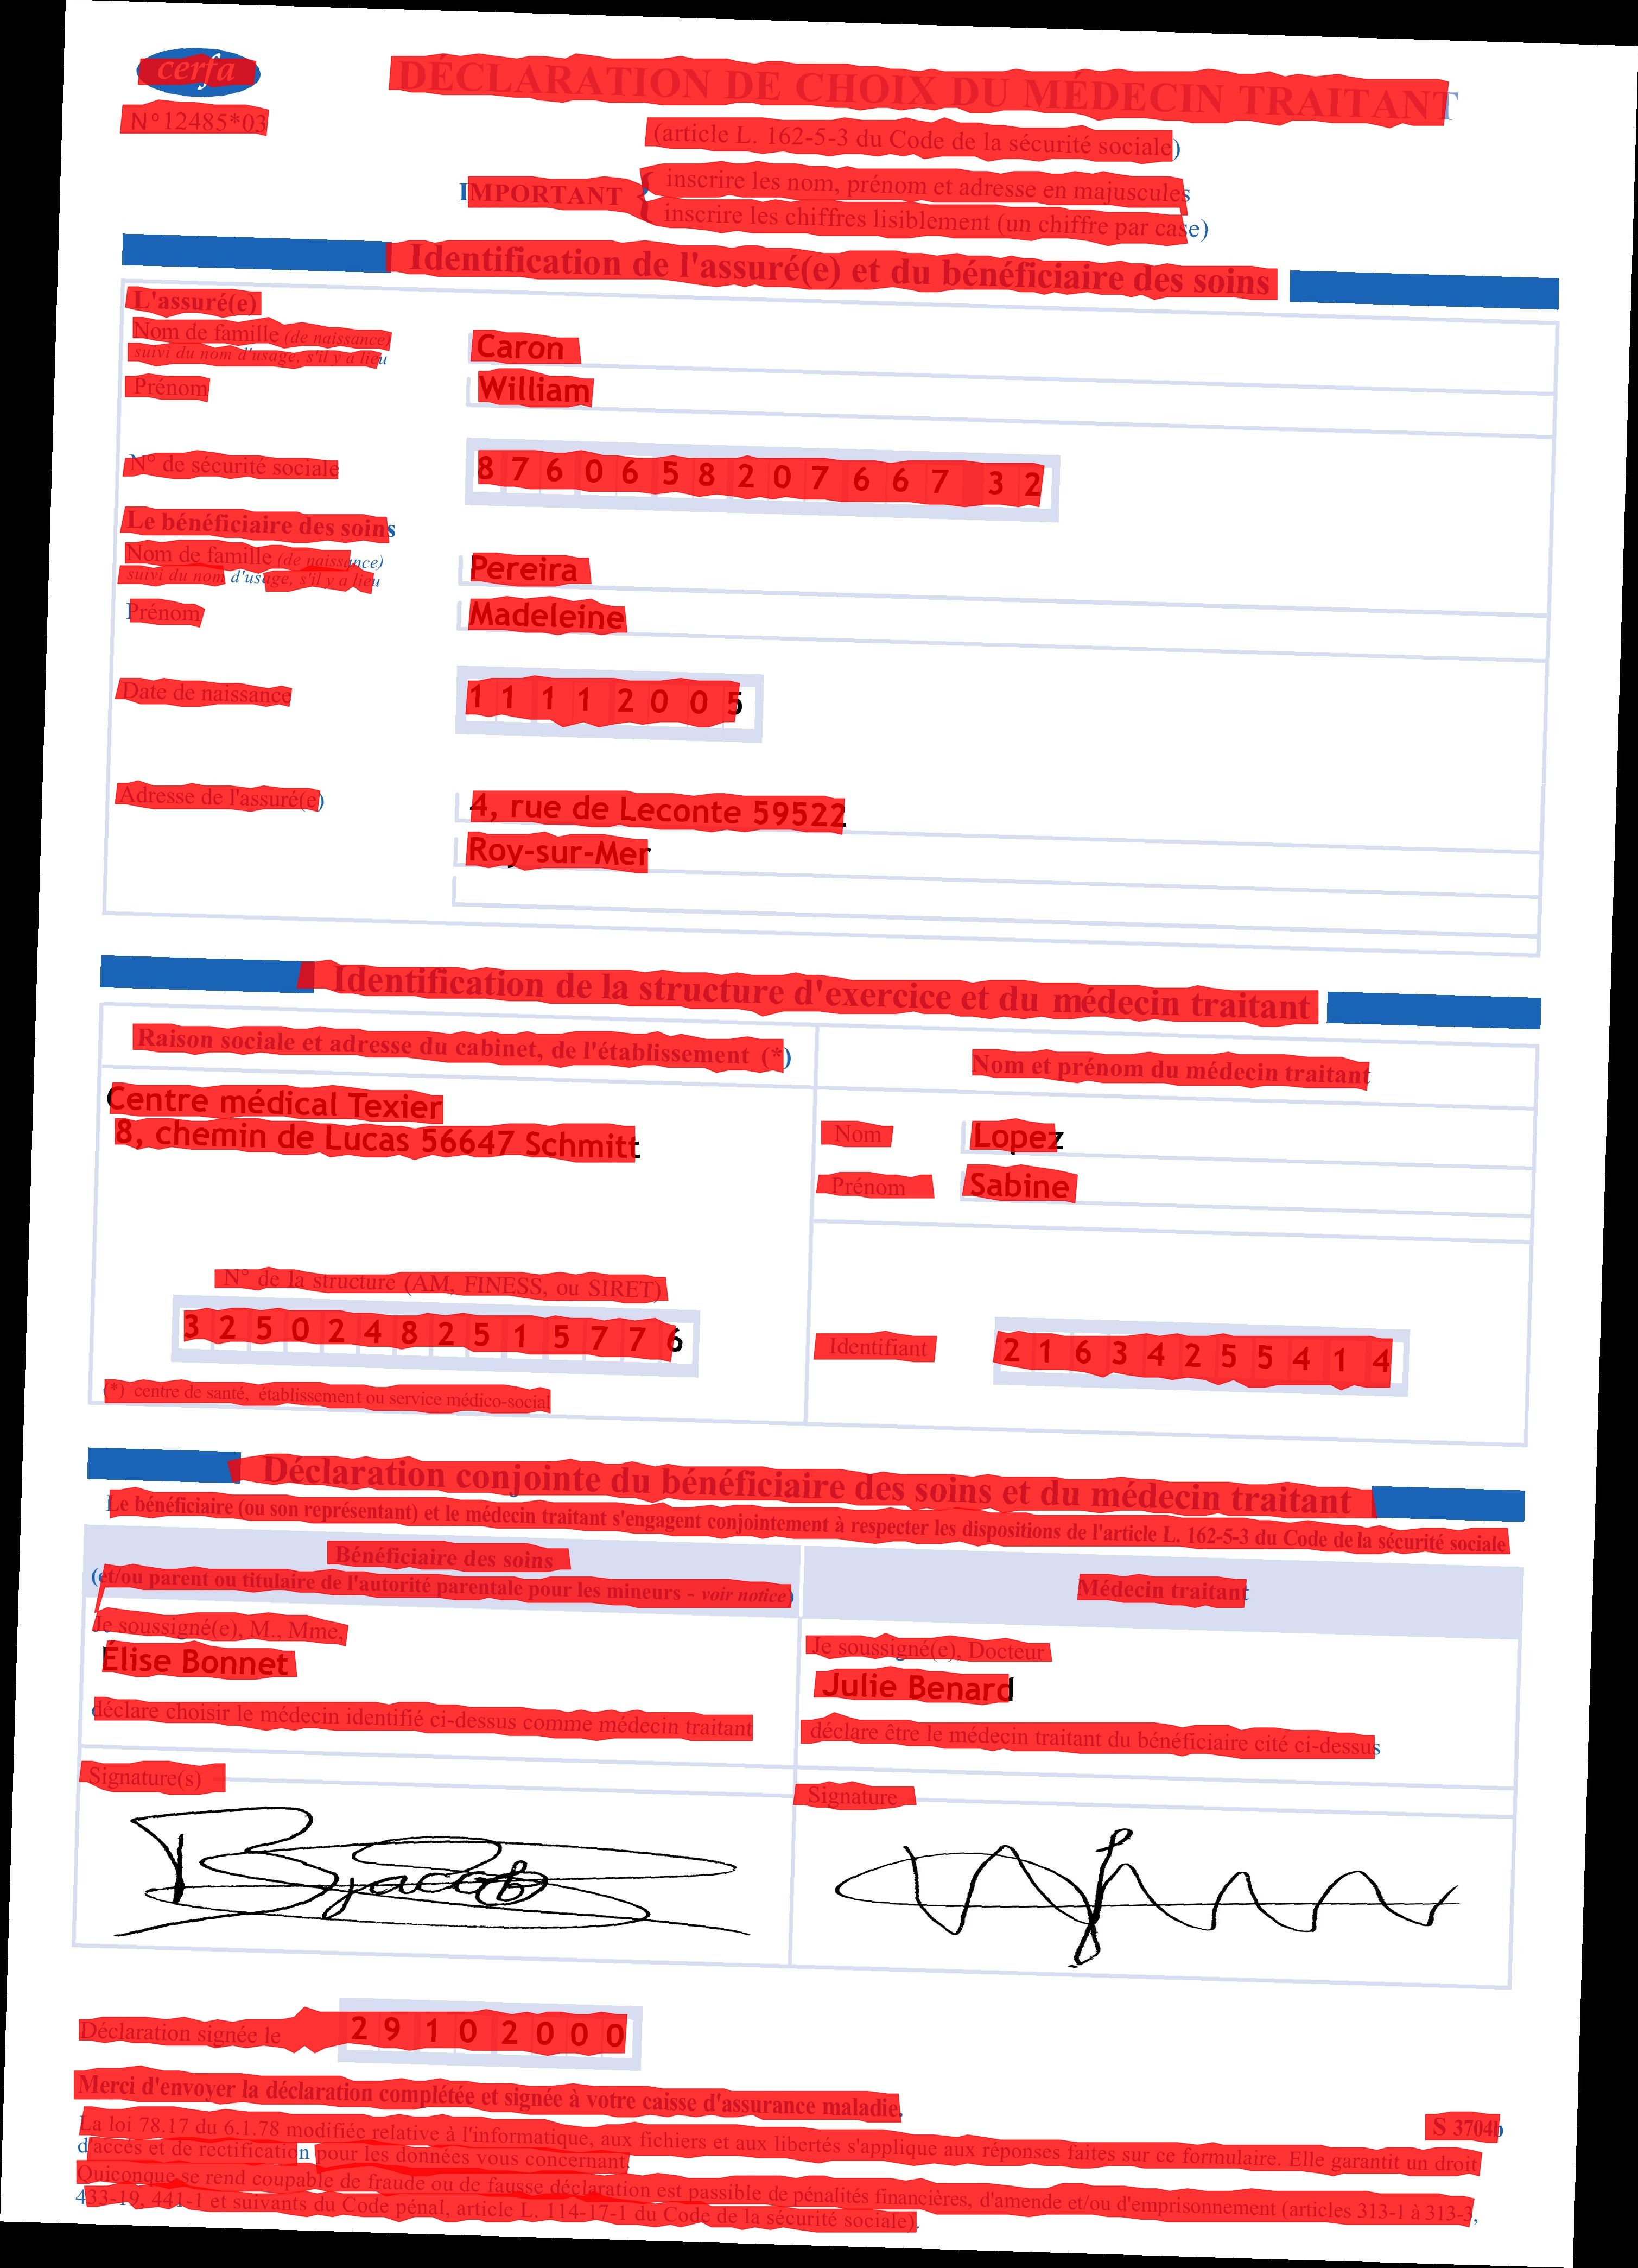 cerfa
N°12485*03
DÉCLARATION DE CHOIX DU MÉDECIN TRAITANT
(article L. 162-5-3 du Code de la sécurité sociale)
IMPORTANT { inscrire les nom, prénom et adresse en majuscules
inscrire les chiffres lisiblement (un chiffre par case)
Identification de l'assuré(e) et du bénéficiaire des soins
L'assuré(e)
Nom de famille (de naissance) Caron
suivi du nom d'usage, s'il y a lieu
Prénom William
N° de sécurité sociale 8 7 6 0 6 5 8 2 0 7 6 6 7 3 2
Le bénéficiaire des soins
Nom de famille (de naissance) Pereira
suivi du nom d'usage, s'il y a lieu
Prénom Madeleine
Date de naissance 1 1 1 1 2 0 0 5
Adresse de l'assuré(e) 4, rue de Leconte 59522
Roy-sur-Mer
Identification de la structure d'exercice et du médecin traitant
Raison sociale et adresse du cabinet, de l'établissement (*)
Centre médical Texier
8, chemin de Lucas 56647 Schmitt
N° de la structure (AM, FINESS, ou SIRET)
3 2 5 0 2 4 8 2 5 1 5 7 7 6
(*) centre de santé, établissement ou service médico-social
Nom et prénom du médecin traitant
Nom Lopez
Prénom Sabine
Identifiant 2 1 6 3 4 2 5 5 4 1 4
Déclaration conjointe du bénéficiaire des soins et du médecin traitant
Le bénéficiaire (ou son représentant) et le médecin traitant s'engagent conjointement à respecter les dispositions de l'article L. 162-5-3 du Code de la sécurité sociale
Bénéficiaire des soins
(et/ou parent ou titulaire de l'autorité parentale pour les mineurs - voir notice)
Je soussigné(e), M., Mme,
Élise Bonnet
déclare choisir le médecin identifié ci-dessus comme médecin traitant
Signature(s)
Médecin traitant
Je soussigné(e), Docteur
Julie Benard
déclare être le médecin traitant du bénéficiaire cité ci-dessus
Signature
Déclaration signée le 2 9 1 0 2 0 0 0
Merci d'envoyer la déclaration complétée et signée à votre caisse d'assurance maladie.
S 3704b
La loi 78.17 du 6.1.78 modifiée relative à l'informatique, aux fichiers et aux libertés s'applique aux réponses faites sur ce formulaire. Elle garantit un droit
d'accès et de rectification pour les données vous concernant.
Quiconque se rend coupable de fraude ou de fausse déclaration est passible de pénalités financières, d'amende et/ou d'emprisonnement (articles 313-1 à 313-3,
433-19, 441-1 et suivants du Code pénal, article L. 114-17-1 du Code de la sécurité sociale).